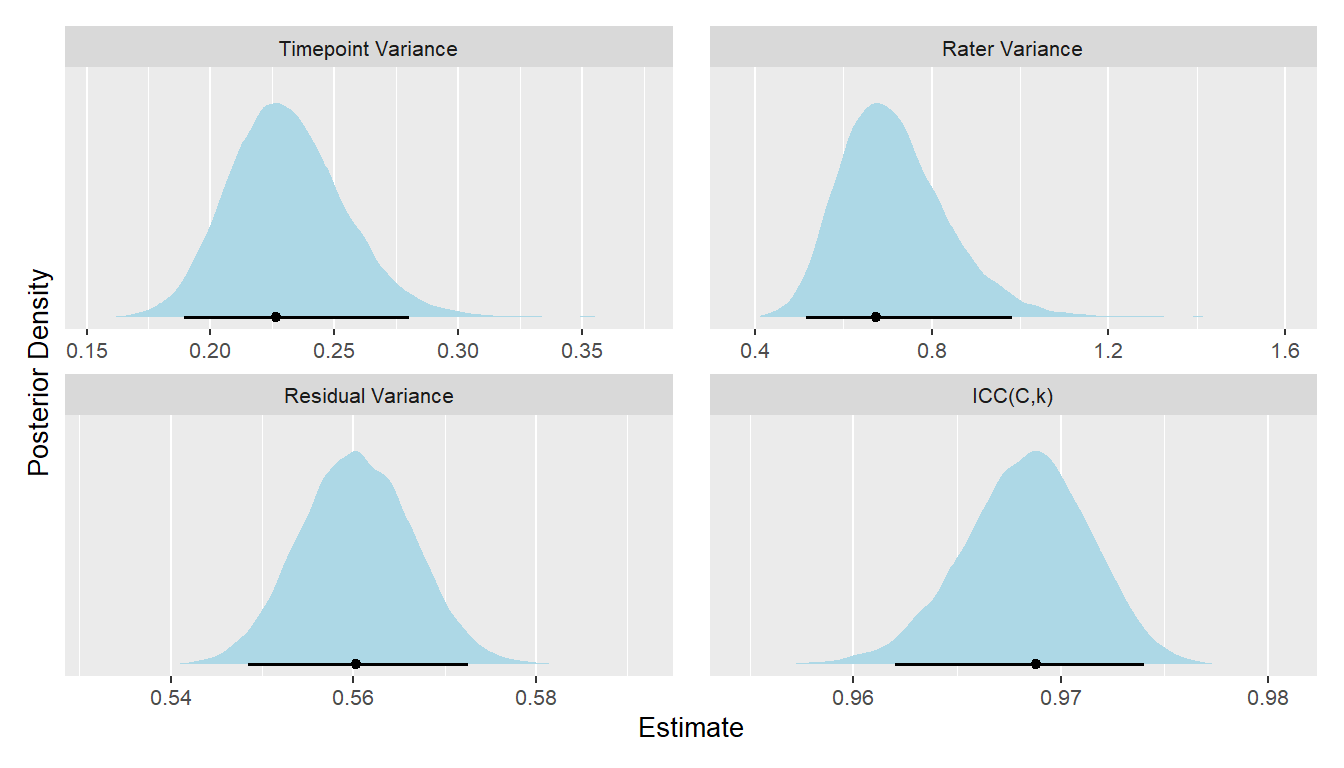 Timepoint Variance
Rater Variance
0.15 0.20 0.25 0.30 0.35
0.4 0.8 1.2 1.6
Residual Variance
ICC(C,k)
0.54 0.56 0.58
0.96 0.97 0.98
Posterior Density
Estimate